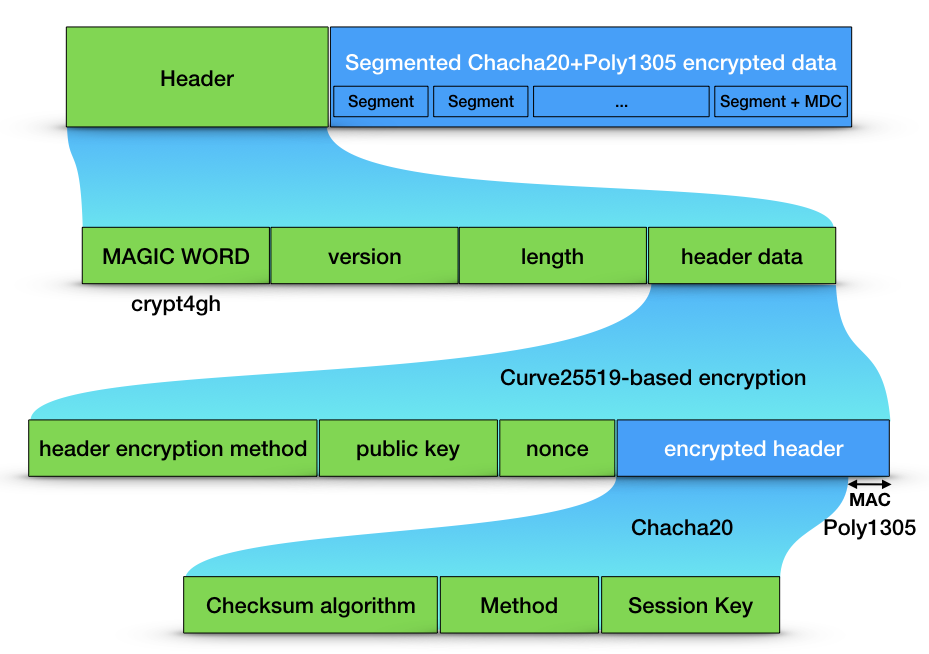 Header
Segmented Chacha20+Poly1305 encrypted data
Segment
Segment
...
Segment + MDC
MAGIC WORD
version
length
header data
crypt4gh
Curve25519-based encryption
header encryption method
public key
nonce
encrypted header
MAC
Chacha20
Poly1305
Checksum algorithm
Method
Session Key